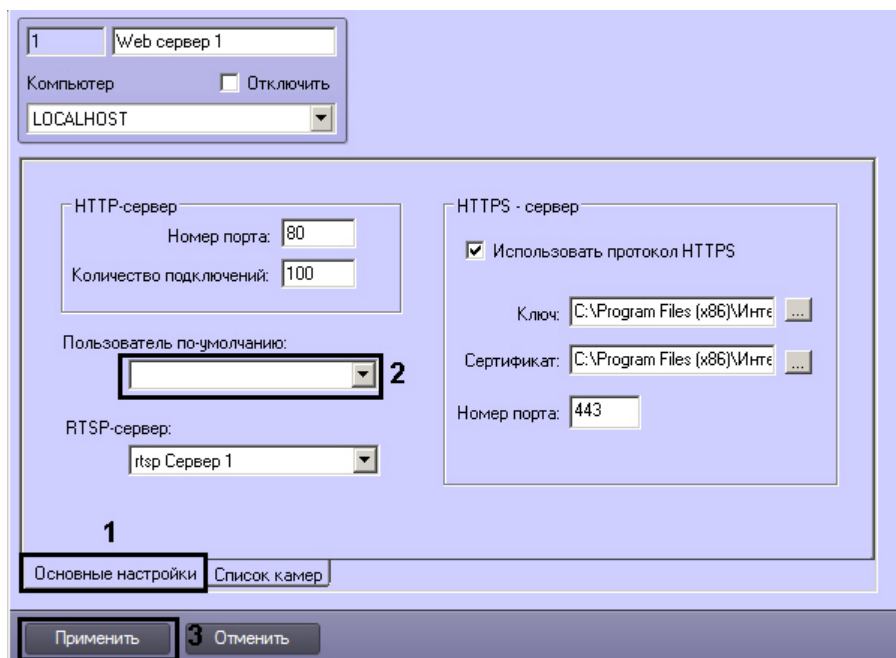 1 Web сервер 1
Компьютер Отключить
LOCALHOST
HTTP-сервер
Номер порта: 80
Количество подключений: 100
Пользователь по-умолчанию:
2
RTSP-сервер:
rtsp Сервер 1
HTTPS - сервер
Использовать протокол HTTPS
Ключ: C:\Program Files (x86)\Инте ...
Сертификат: C:\Program Files (x86)\Инте ...
Номер порта: 443
1
Основные настройки Список камер
Применить 3 Отменить